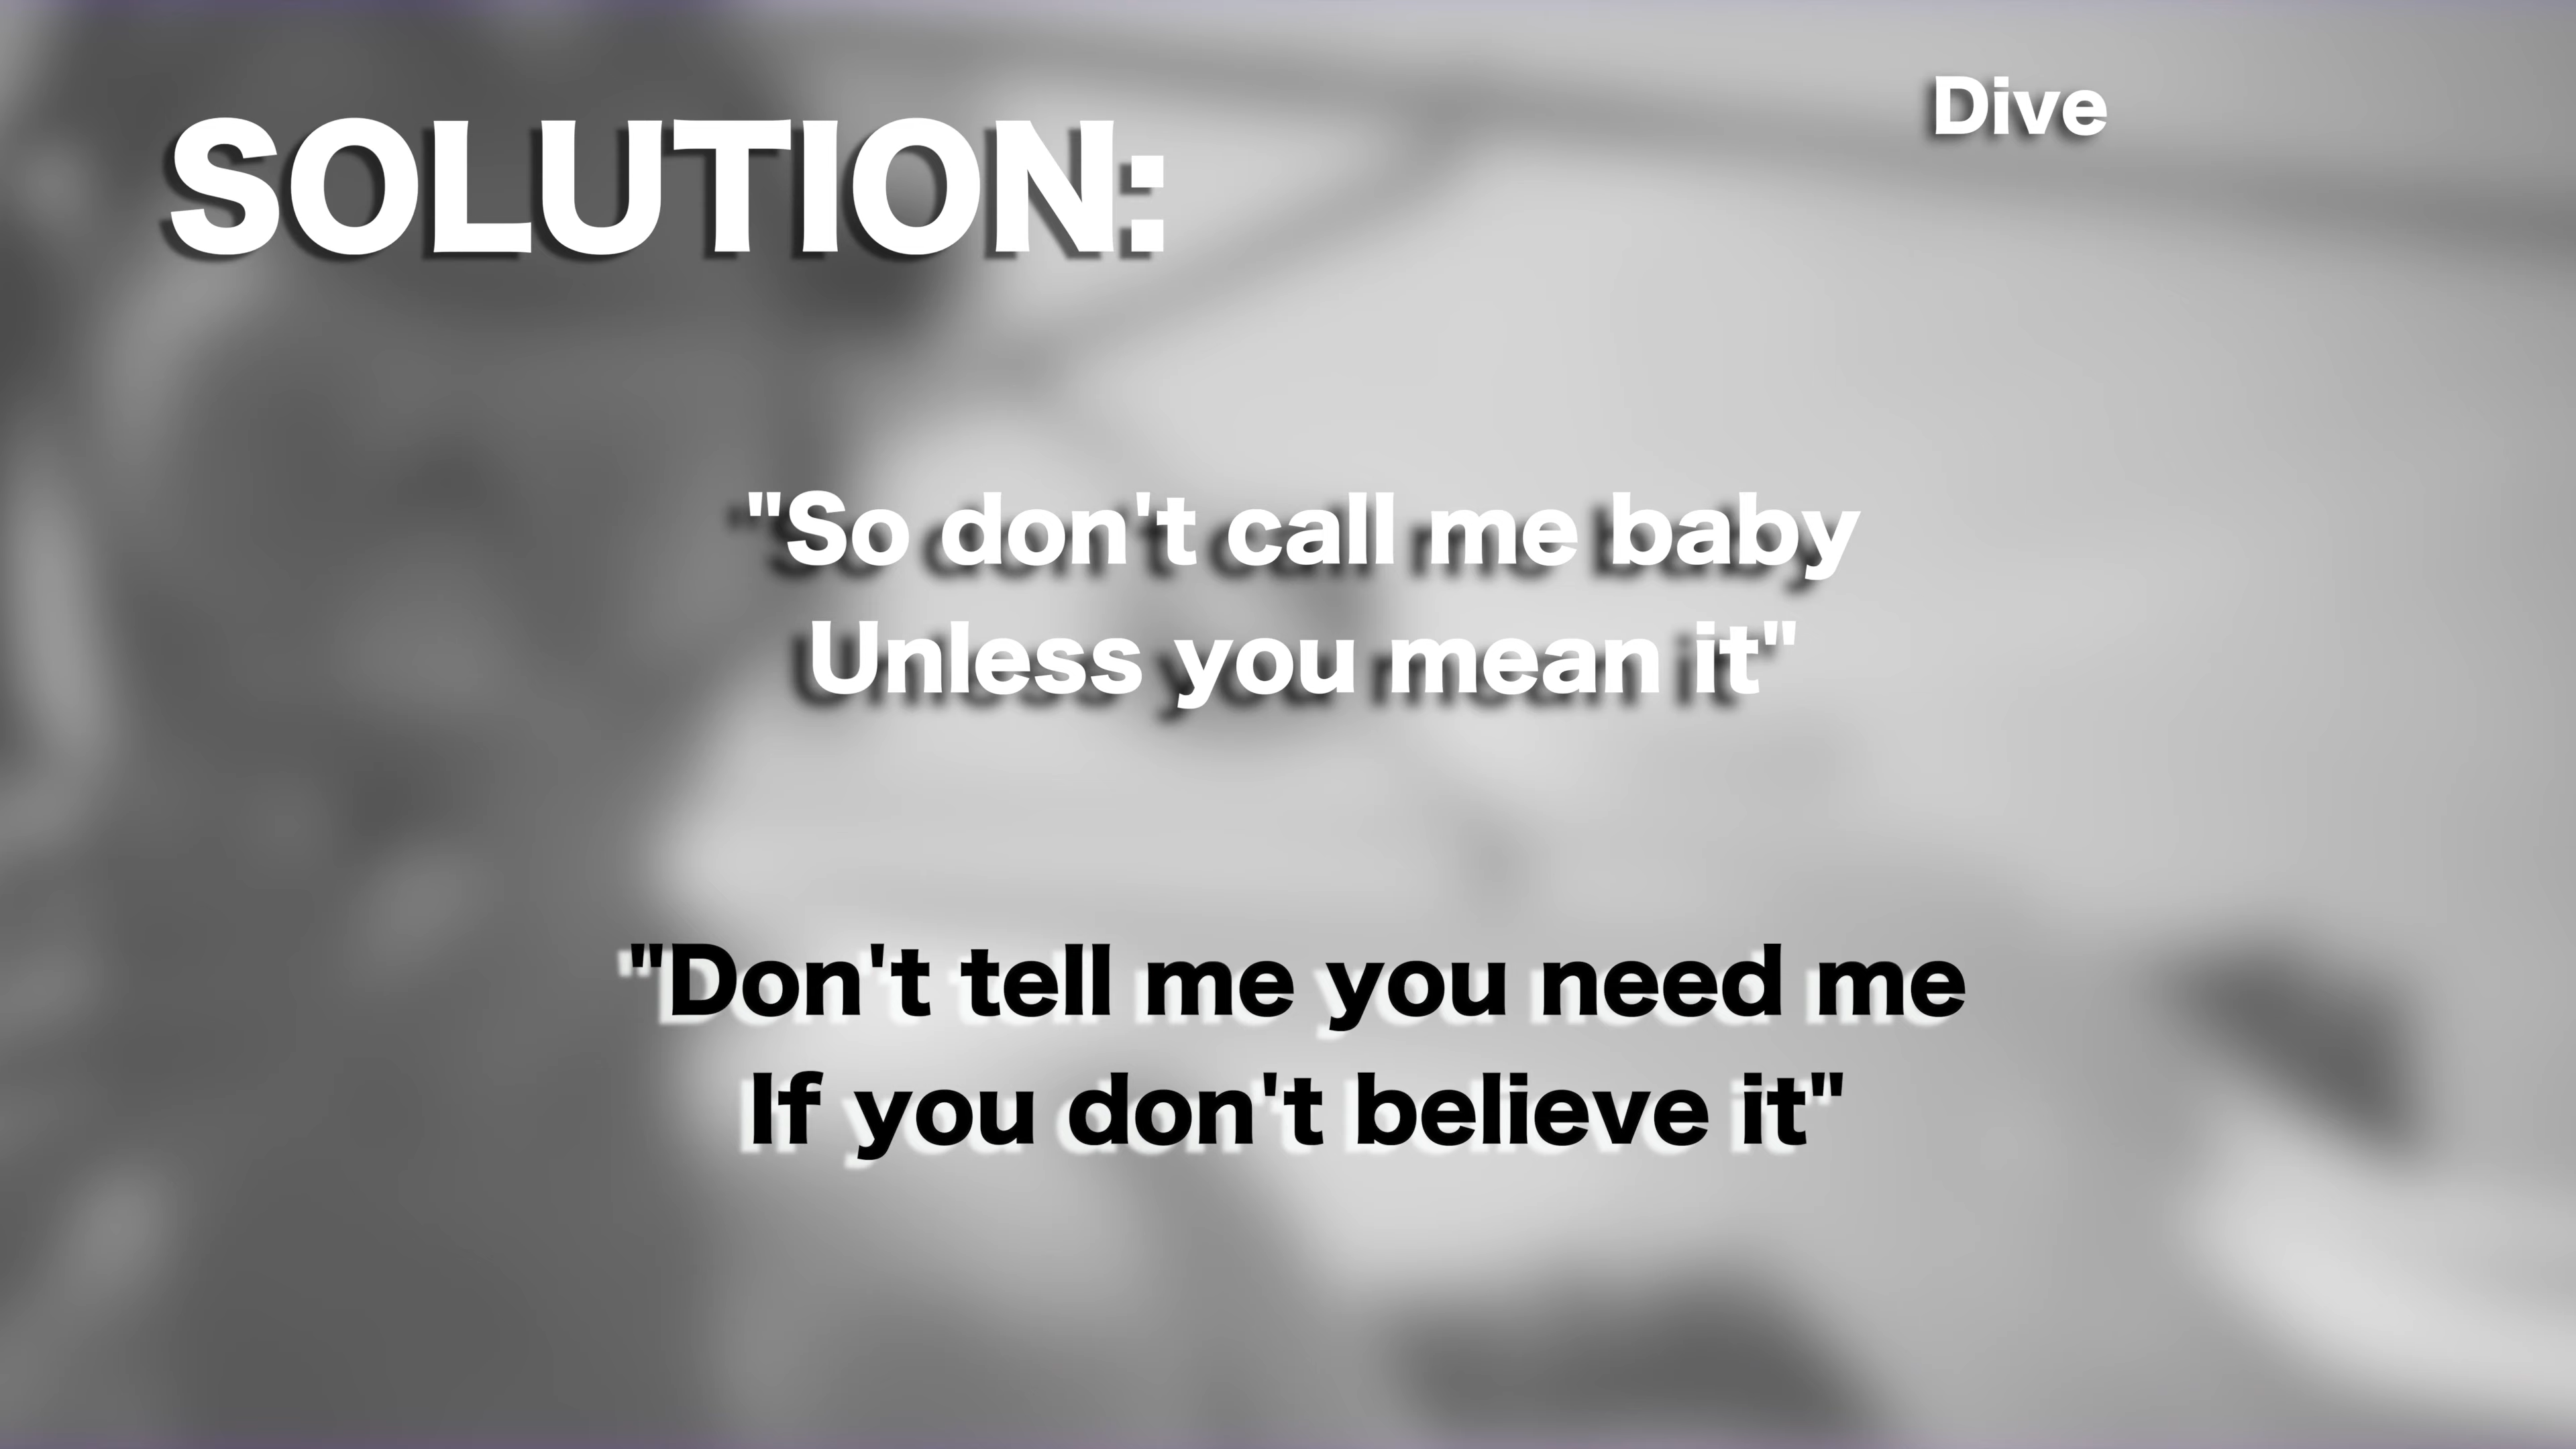 Dive
SOLUTION:
"So don't call me baby
Unless you mean it"
"Don't tell me you need me
If you don't believe it"